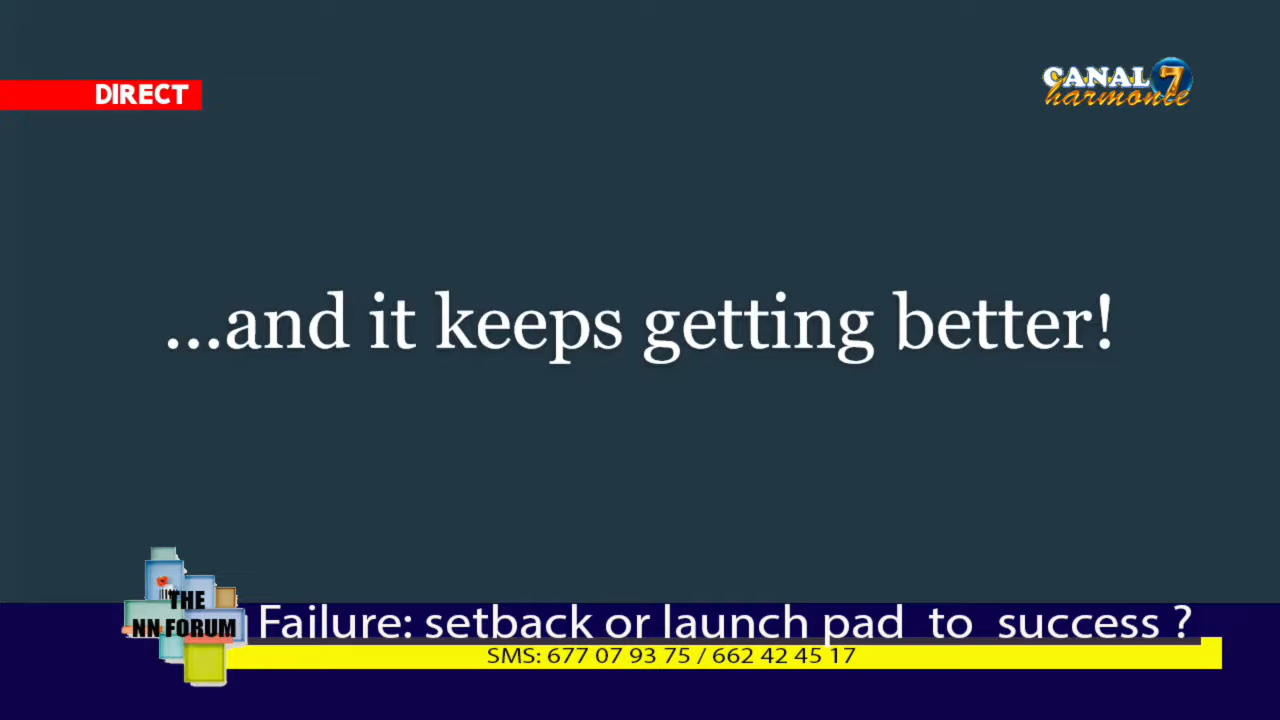 DIRECT
CANAL 7
harmonie
...and it keeps getting better!
THE
NN FORUM
Failure: setback or launch pad to success ?
SMS: 677 07 93 75 / 662 42 45 17